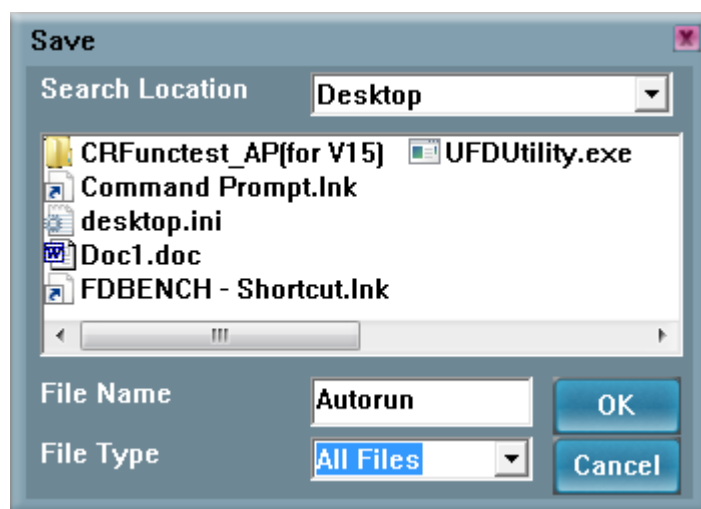 Save
Search Location Desktop
CRFunctest_AP(for V15) UFDUtility.exe
Command Prompt.lnk
desktop.ini
Doc1.doc
FDBENCH - Shortcut.lnk
File Name Autorun OK
File Type All Files Cancel